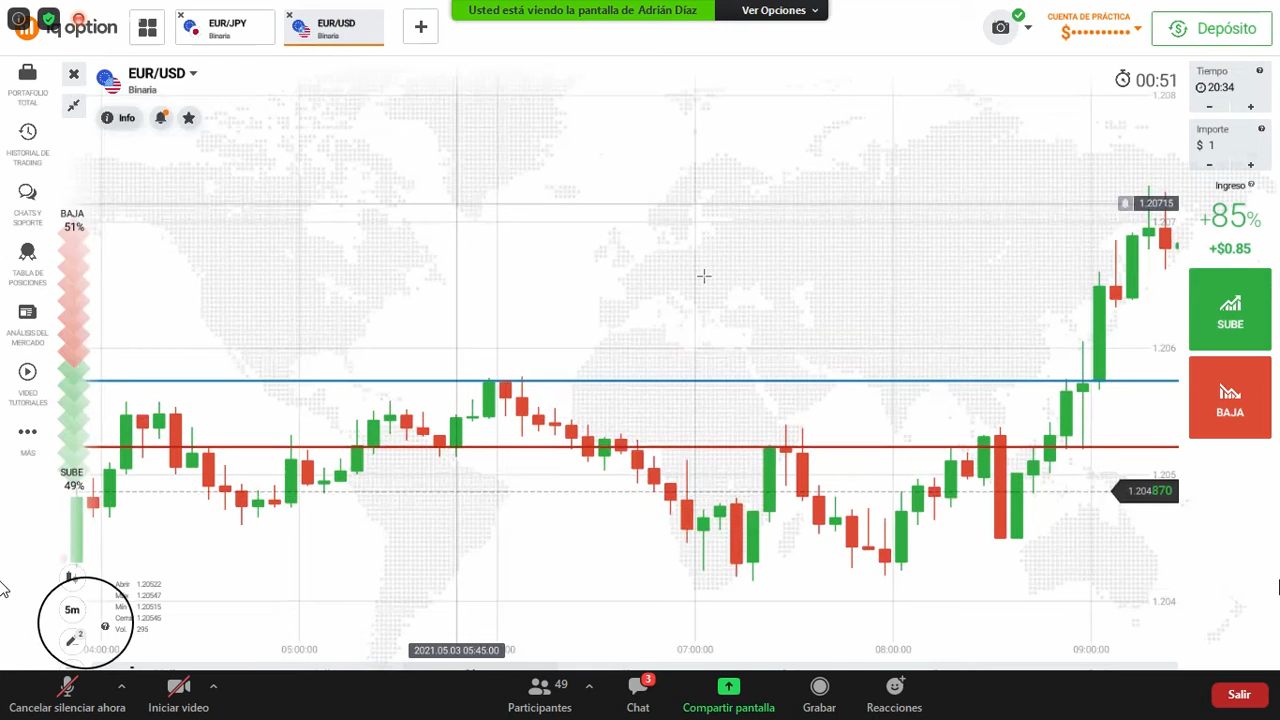 iq option
EUR/JPY
Binaria
EUR/USD
Binaria
Usted está viendo la pantalla de Adrián Díaz
Ver Opciones
CUENTA DE PRÁCTICA
$••••••••••
Depósito
PORTAFOLIO
TOTAL
HISTORIAL DE
TRADING
CHATS Y
SOPORTE
TABLA DE
POSICIONES
ANÁLISIS DEL
MERCADO
VIDEO
TUTORIALES
MÁS
EUR/USD
Binaria
Info
BAJA
51%
SUBE
49%
00:51
1.208
1.20715
1.207
1.206
1.205
1.204870
1.204
Tiempo
20:34
Importe
$ 1
Ingreso
+85%
+$0.85
SUBE
BAJA
5m
2
Abrir 1.20522
Máx 1.20547
Mín 1.20515
Cerra 1.20545
Vol. 295
04:00:00
05:00:00
2021.05.03 05:45:00
07:00:00
08:00:00
09:00:00
Cancelar silenciar ahora
Iniciar video
49
Participantes
3
Chat
Compartir pantalla
Grabar
Reacciones
Salir